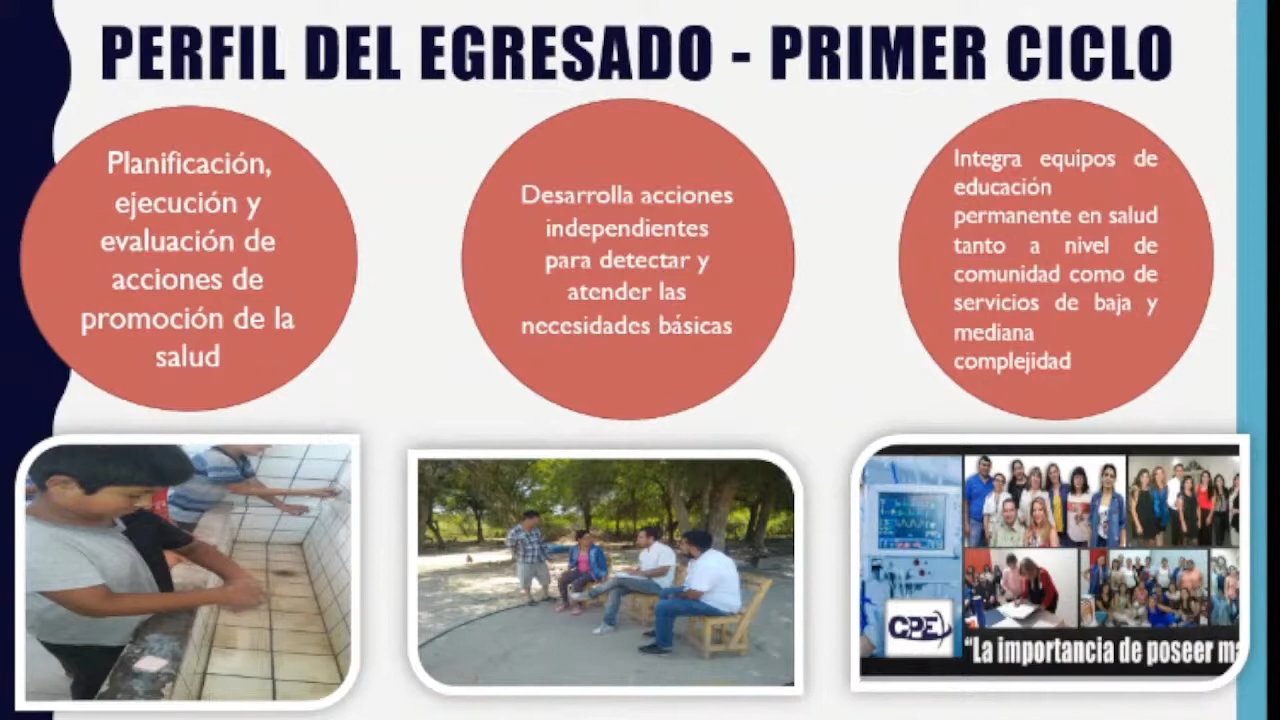 PERFIL DEL EGRESADO - PRIMER CICLO
Planificación,
ejecución y
evaluación de
acciones de
promoción de la
salud
Desarrolla acciones
independientes
para detectar y
atender las
necesidades básicas
Integra equipos de
educación
permanente en salud
tanto a nivel de
comunidad como de
servicios de baja y
mediana
complejidad
CPE
"La importancia de poseer ma